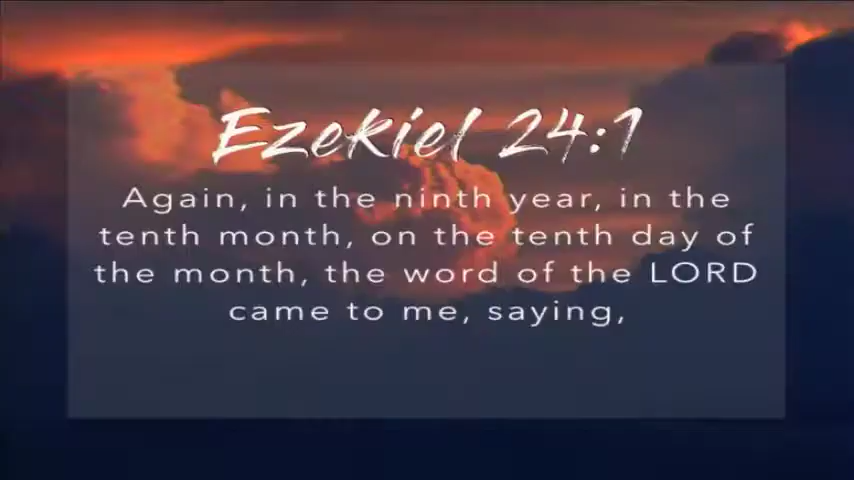 Ezekiel 24:1
Again, in the ninth year, in the
tenth month, on the tenth day of
the month, the word of the LORD
came to me, saying,